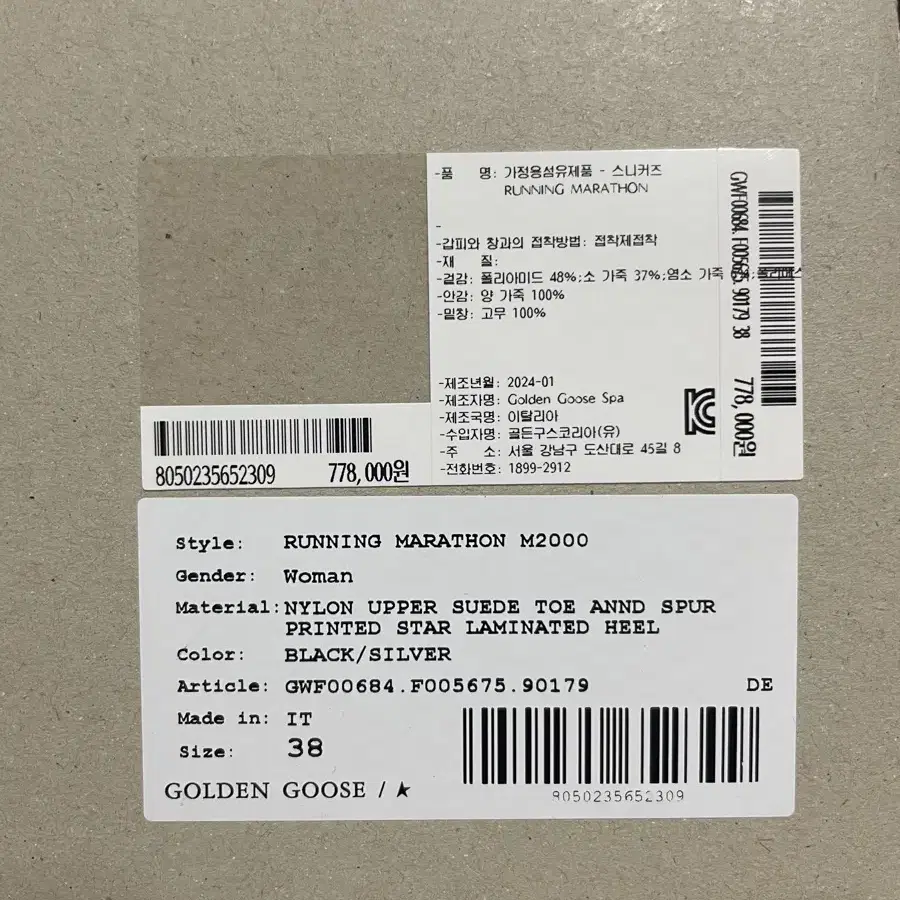 -품 명: 가정용섬유제품 - 스니커즈
RUNNING MARATHON
-
-갑피와 창과의 접착방법: 접착제접착
-재 질:
-겉감: 폴리아미드 48%;소 가죽 37%;염소 가죽
-안감: 양 가죽 100%
-밑창: 고무 100%
-제조년월: 2024-01
-제조자명: Golden Goose Spa
-제조국명: 이탈리아
-수입자명: 골든구스코리아(유)
-주 소: 서울 강남구 도산대로 45길 8
-전화번호: 1899-2912
GWF00684.F005675.90179 38
778,000원
8050235652309 778,000원
Style: RUNNING MARATHON M2000
Gender: Woman
Material: NYLON UPPER SUEDE TOE ANND SPUR
PRINTED STAR LAMINATED HEEL
Color: BLACK/SILVER
Article: GWF00684.F005675.90179 DE
Made in: IT
Size: 38
8050235652309
GOLDEN GOOSE /